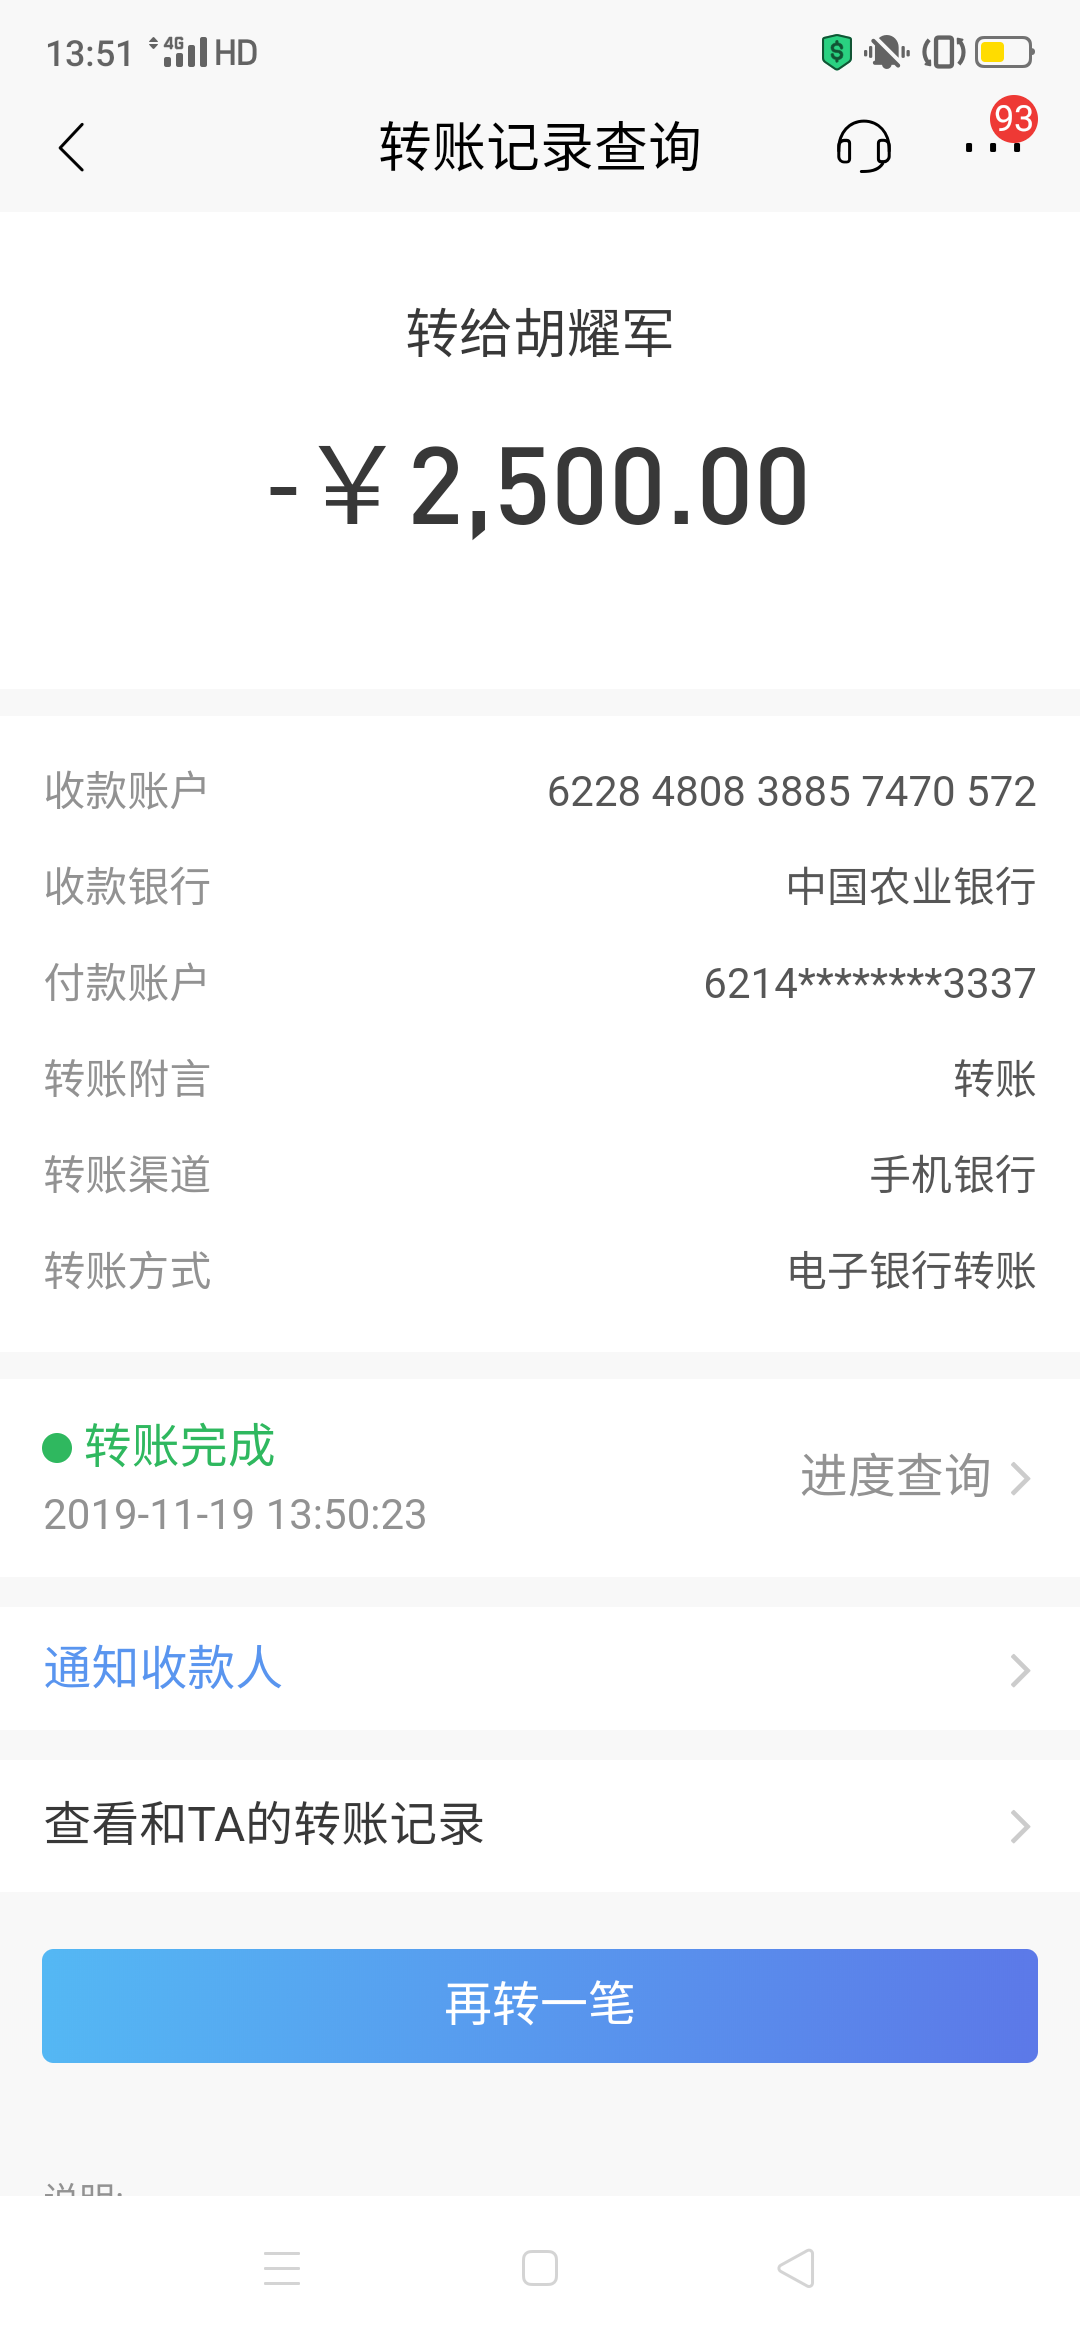 13:51 4G HD
93
转账记录查询
转给胡耀军
-￥2,500.00
收款账户 6228 4808 3885 7470 572
收款银行 中国农业银行
付款账户 6214********3337
转账附言 转账
转账渠道 手机银行
转账方式 电子银行转账
转账完成
进度查询
2019-11-19 13:50:23
通知收款人
查看和TA的转账记录
再转一笔
说明: